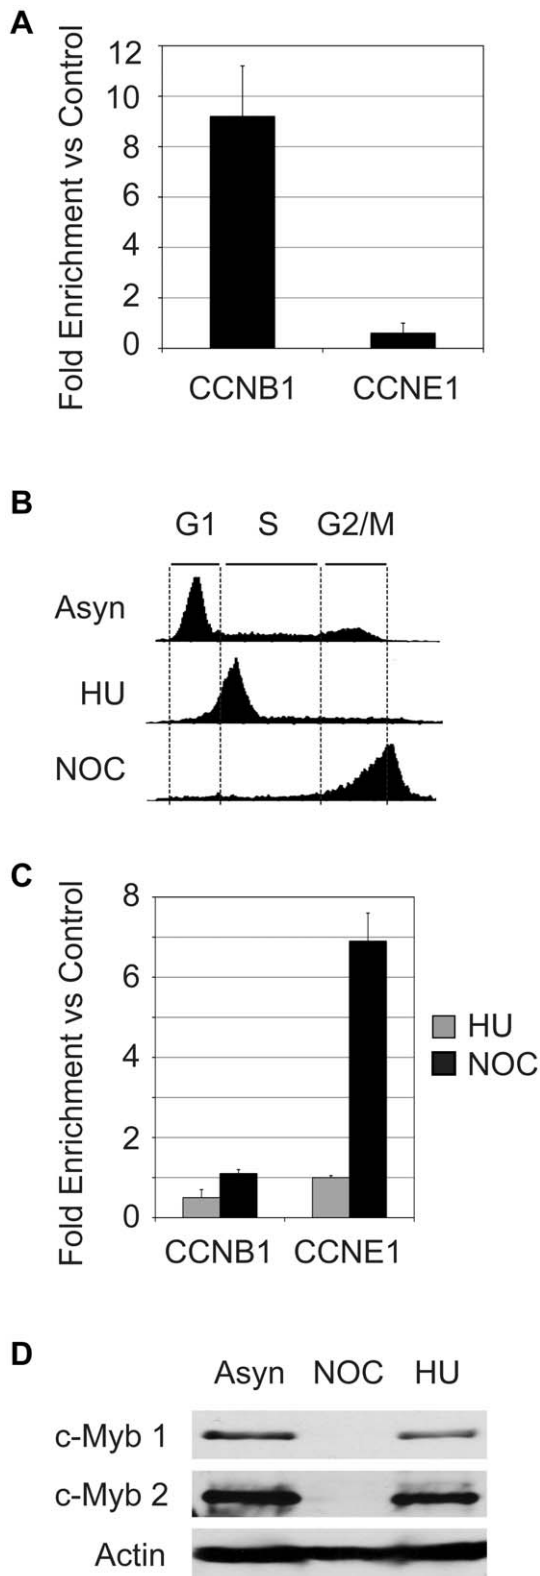 A
Fold Enrichment vs Control
12
10
8
6
4
2
0
CCNB1 CCNE1
B
G1 S G2/M
Asyn
HU
NOC
C
Fold Enrichment vs Control
8
6
4
2
0
CCNB1 CCNE1
HU
NOC
D
Asyn NOC HU
c-Myb 1
c-Myb 2
Actin